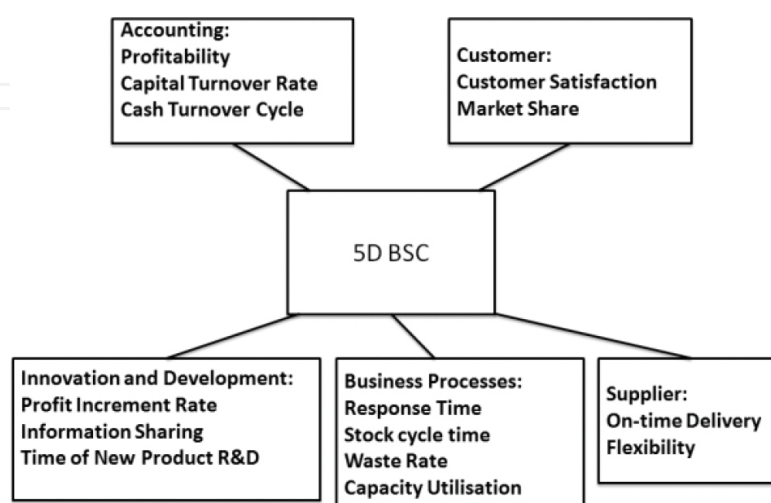 Accounting:
Profitability
Capital Turnover Rate
Cash Turnover Cycle
Customer:
Customer Satisfaction
Market Share
5D BSC
Innovation and Development:
Profit Increment Rate
Information Sharing
Time of New Product R&D
Business Processes:
Response Time
Stock cycle time
Waste Rate
Capacity Utilisation
Supplier:
On-time Delivery
Flexibility